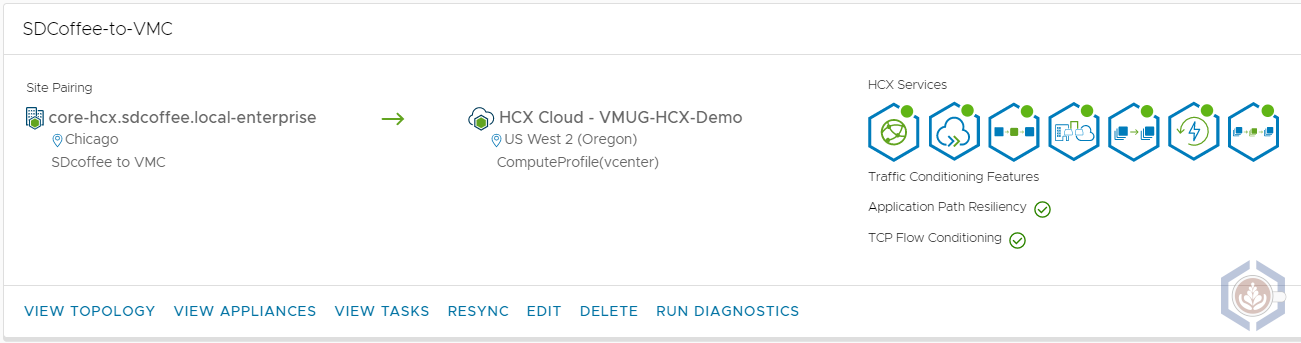 SDCoffee-to-VMC
Site Pairing
core-hcx.sdcoffee.local-enterprise
Chicago
SDcoffee to VMC
HCX Cloud - VMUG-HCX-Demo
US West 2 (Oregon)
ComputeProfile(vcenter)
HCX Services
Traffic Conditioning Features
Application Path Resiliency
TCP Flow Conditioning
VIEW TOPOLOGY VIEW APPLIANCES VIEW TASKS RESYNC EDIT DELETE RUN DIAGNOSTICS